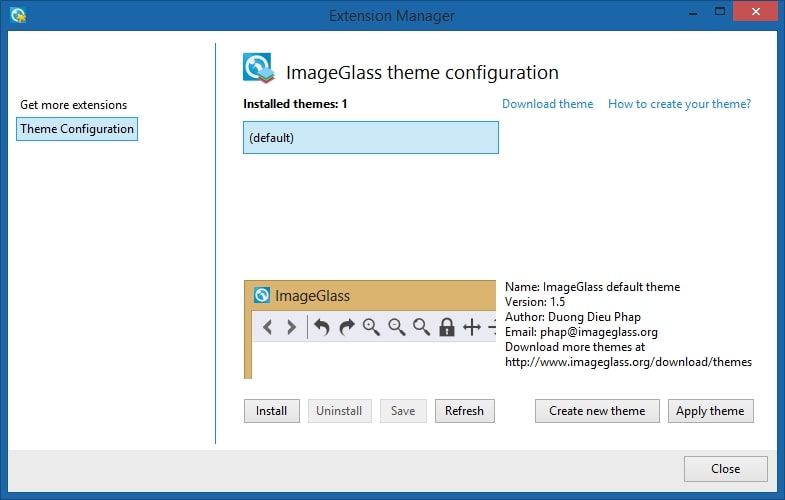 Extension Manager
Get more extensions
Theme Configuration
ImageGlass theme configuration
Installed themes: 1
Download theme
How to create your theme?
(default)
ImageGlass
Name: ImageGlass default theme
Version: 1.5
Author: Duong Dieu Phap
Email: phap@imageglass.org
Download more themes at
http://www.imageglass.org/download/themes
Install
Uninstall
Save
Refresh
Create new theme
Apply theme
Close